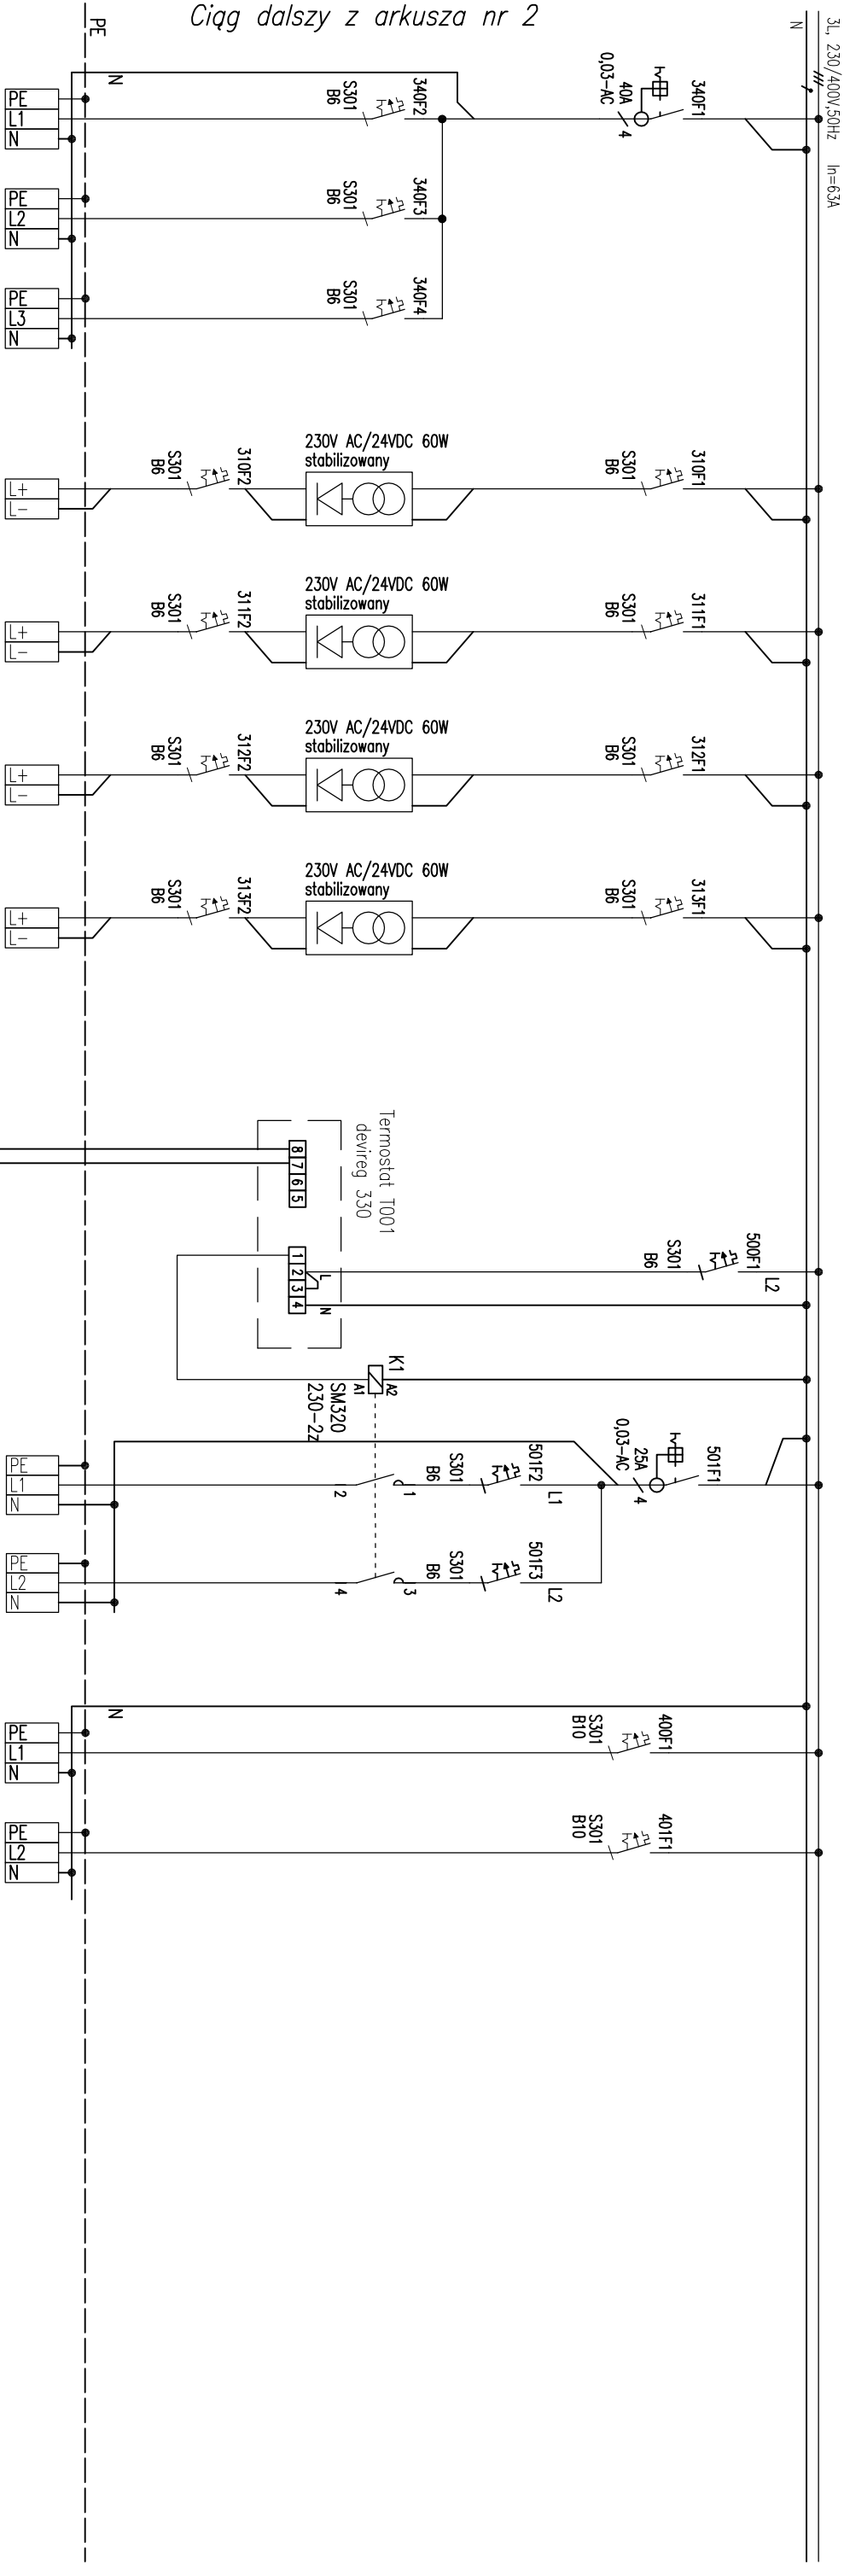 Ciąg dalszy z arkusza nr 2
3L, 230/400V,50Hz In=63A
N
PE
N
340F1
40A
0,03-AC
4
340F2
S301
B6
PE
L1
N
340F3
S301
B6
PE
L2
N
340F4
S301
B6
PE
L3
N
310F1
S301
B6
230V AC/24VDC 60W
stabilizowany
310F2
S301
B6
L+
L-
311F1
S301
B6
230V AC/24VDC 60W
stabilizowany
311F2
S301
B6
L+
L-
312F1
S301
B6
230V AC/24VDC 60W
stabilizowany
312F2
S301
B6
L+
L-
313F1
S301
B6
230V AC/24VDC 60W
stabilizowany
313F2
S301
B6
L+
L-
Termostat T001
devireg 330
8 7 6 5
1 2 3 4
L
N
500F1
L2
S301
B6
K1
A2
A1
SM320
230-2z
501F1
25A
0,03-AC
4
501F2
L1
S301
B6
1
2
PE
L1
N
501F3
L2
S301
B6
3
4
PE
L2
N
N
400F1
S301
B10
PE
L1
N
401F1
S301
B10
PE
L2
N